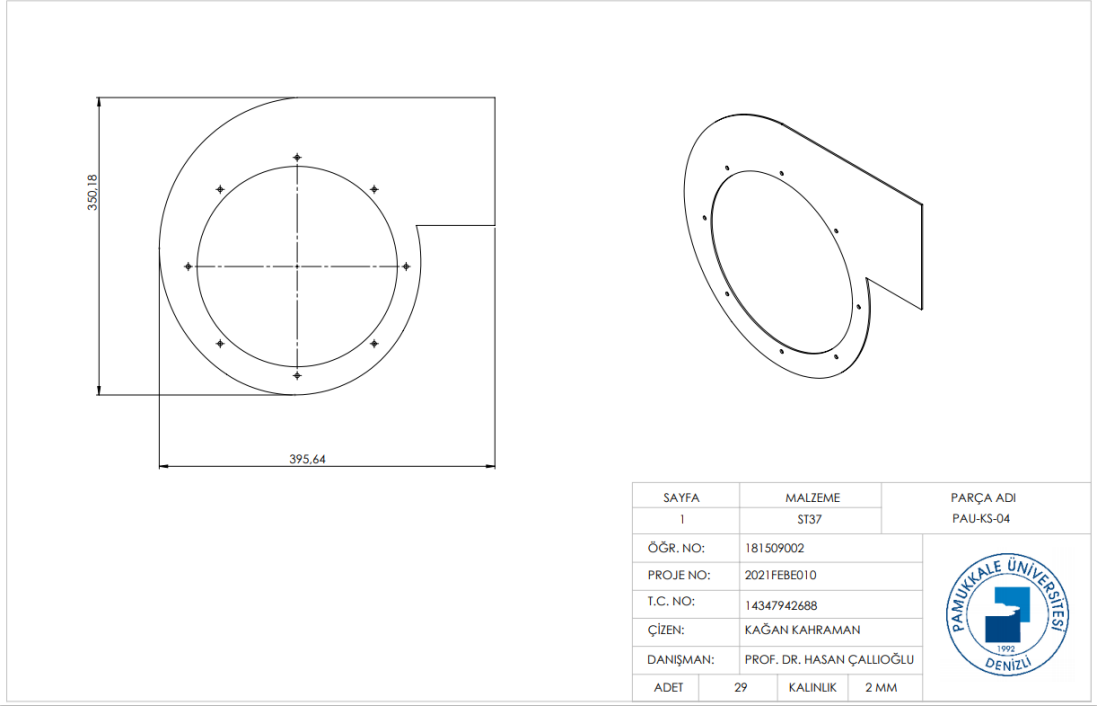 350,18
395,64
SAYFA MALZEME PARÇA ADI
1 ST37 PAU-KS-04
ÖĞR. NO: 181509002
PROJE NO: 2021FEBE010
T.C. NO: 14347942688
ÇİZEN: KAĞAN KAHRAMAN
DANIŞMAN: PROF. DR. HASAN ÇALLIOĞLU
ADET 29 KALINLIK 2 MM
PAMUKKALE ÜNİVERSİTESİ
1992
DENİZLİ